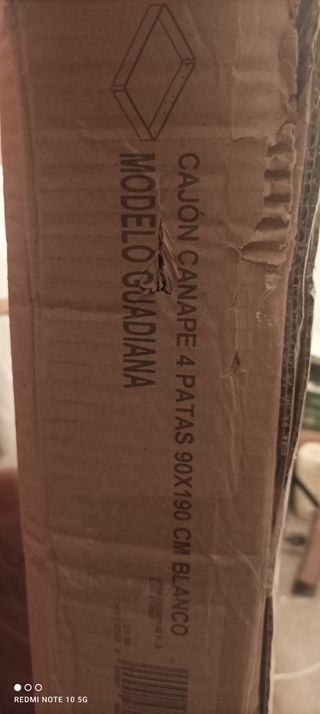 CAJÓN CANAPE 4 PATAS 90X190 CM BLANCO
MODELO GUADIANA
REDMI NOTE 10 5G